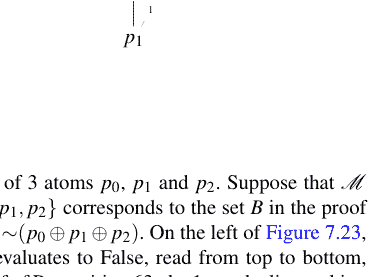 1
p₁
of 3 atoms p₀, p₁ and p₂. Suppose that ℳ
p₁, p₂} corresponds to the set B in the proof
∼(p₀ ⊕ p₁ ⊕ p₂). On the left of Figure 7.23,
evaluates to False, read from top to bottom,